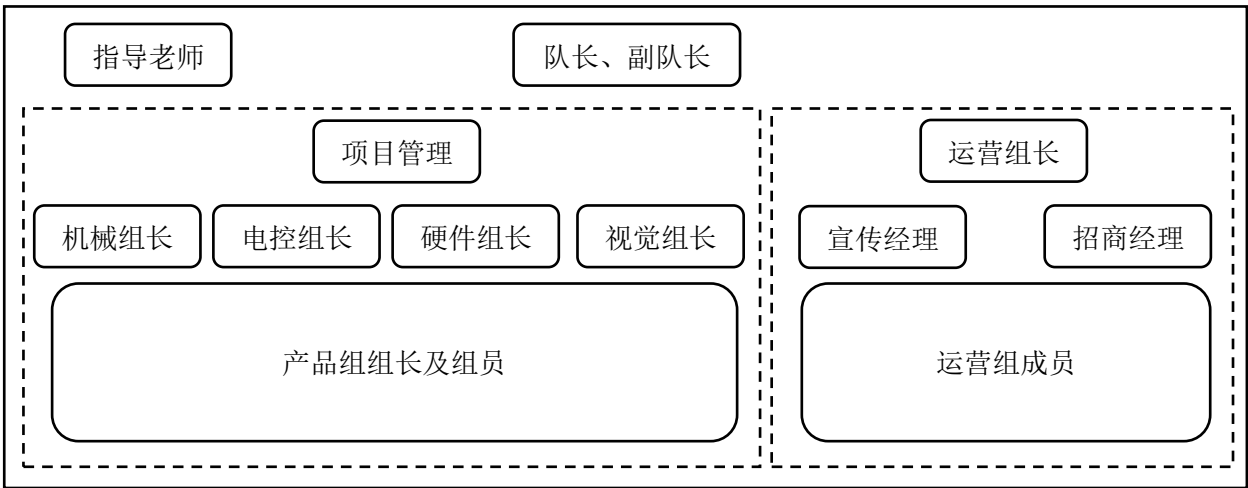 指导老师
队长、副队长
项目管理
运营组长
机械组长
电控组长
硬件组长
视觉组长
宣传经理
招商经理
产品组组长及组员
运营组成员